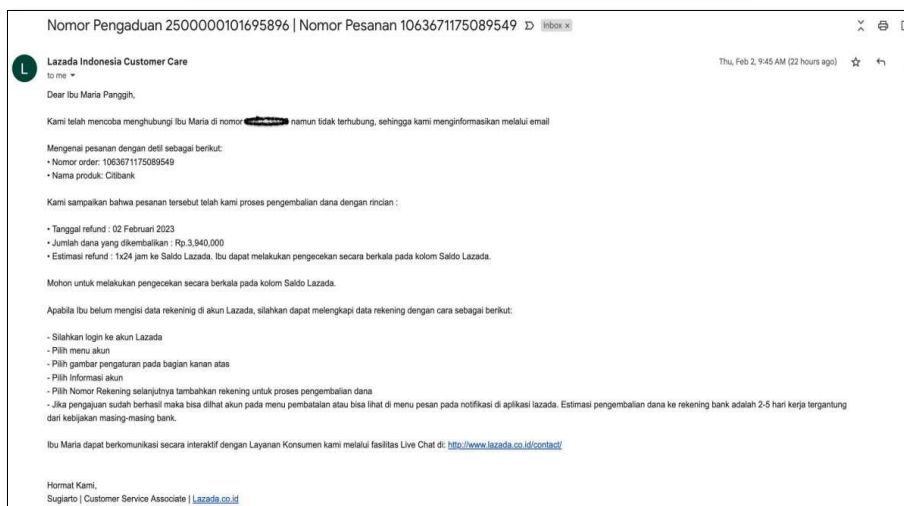 Nomor Pengaduan 2500000101695896 | Nomor Pesanan 1063671175089549 Inbox x
L
Lazada Indonesia Customer Care
Thu, Feb 2, 9:45 AM (22 hours ago)
to me
Dear Ibu Maria Panggih,
Kami telah mencoba menghubungi Ibu Maria di nomor namun tidak terhubung, sehingga kami menginformasikan melalui email
Mengenai pesanan dengan detil sebagai berikut:
• Nomor order: 1063671175089549
• Nama produk: Citibank
Kami sampaikan bahwa pesanan tersebut telah kami proses pengembalian dana dengan rincian :
• Tanggal refund : 02 Februari 2023
• Jumlah dana yang dikembalikan : Rp.3,940,000
• Estimasi refund : 1x24 jam ke Saldo Lazada. Ibu dapat melakukan pengecekan secara berkala pada kolom Saldo Lazada.
Mohon untuk melakukan pengecekan secara berkala pada kolom Saldo Lazada.
Apabila Ibu belum mengisi data rekeninig di akun Lazada, silahkan dapat melengkapi data rekening dengan cara sebagai berikut:
- Silahkan login ke akun Lazada
- Pilih menu akun
- Pilih gambar pengaturan pada bagian kanan atas
- Pilih Informasi akun
- Pilih Nomor Rekening selanjutnya tambahkan rekening untuk proses pengembalian dana
- Jika pengajuan sudah berhasil maka bisa dilhat akun pada menu pembatalan atau bisa lihat di menu pesan pada notifikasi di aplikasi lazada. Estimasi pengembalian dana ke rekening bank adalah 2-5 hari kerja tergantung
dari kebijakan masing-masing bank.
Ibu Maria dapat berkomunikasi secara interaktif dengan Layanan Konsumen kami melalui fasilitas Live Chat di: http://www.lazada.co.id/contact/
Hormat Kami,
Sugiarto | Customer Service Associate | Lazada.co.id